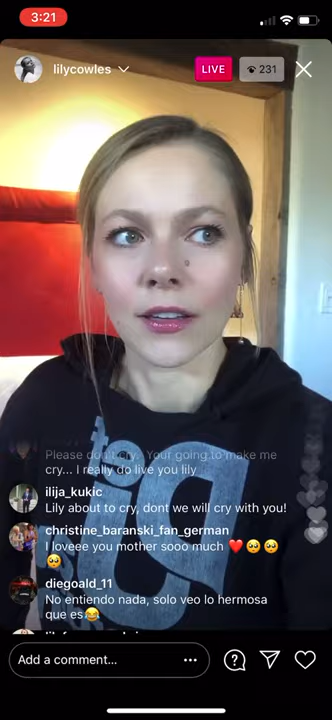 3:21
lilycowles
LIVE
231
Please don't cry. Your going to make me
cry... I really do live you lily
ilija_kukic
Lily about to cry, dont we will cry with you!
christine_baranski_fan_german
I loveee you mother sooo much ❤️🥺🥺
🥺
diegoald_11
No entiendo nada, solo veo lo hermosa
que es😂
Add a comment...